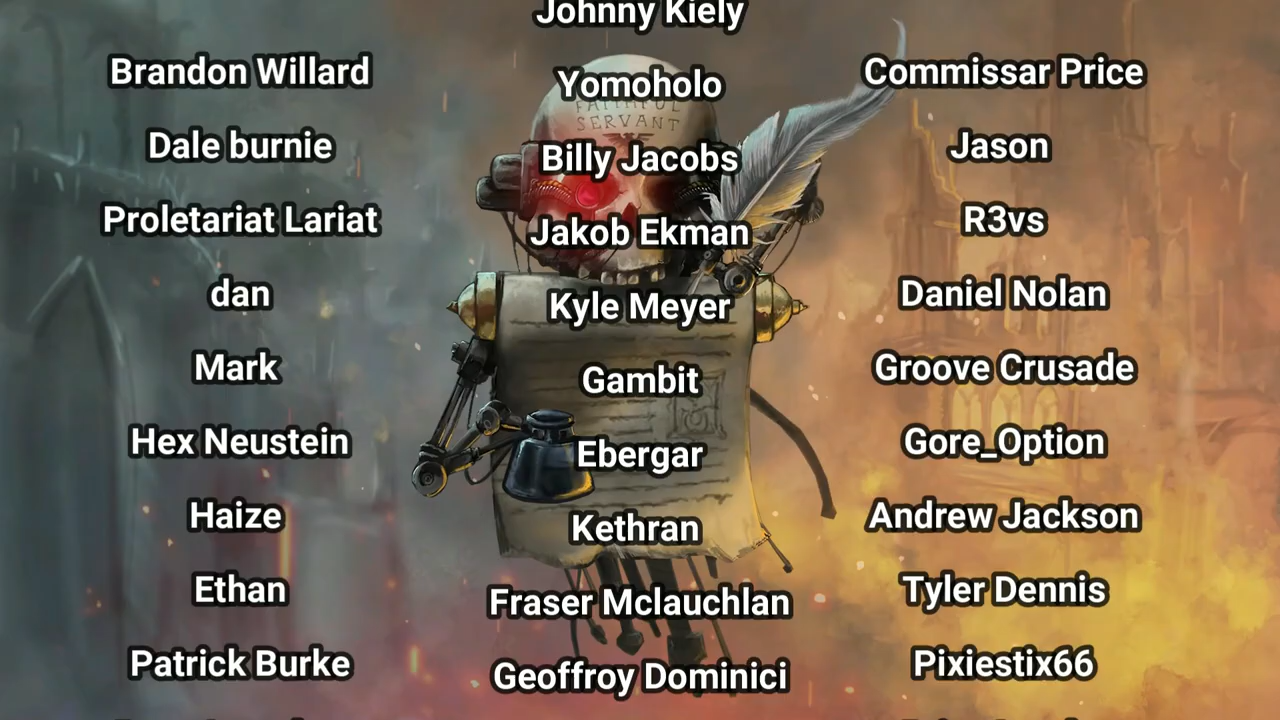 Johnny Kiely
Brandon Willard
Yomoholo
Commissar Price
FAITHFUL
SERVANT
Dale burnie
Billy Jacobs
Jason
Proletariat Lariat
Jakob Ekman
R3vs
dan
Kyle Meyer
Daniel Nolan
Mark
Gambit
Groove Crusade
Hex Neustein
Ebergar
Gore_Option
Haize
Kethran
Andrew Jackson
Ethan
Fraser Mclauchlan
Tyler Dennis
Patrick Burke
Geoffroy Dominici
Pixiestix66